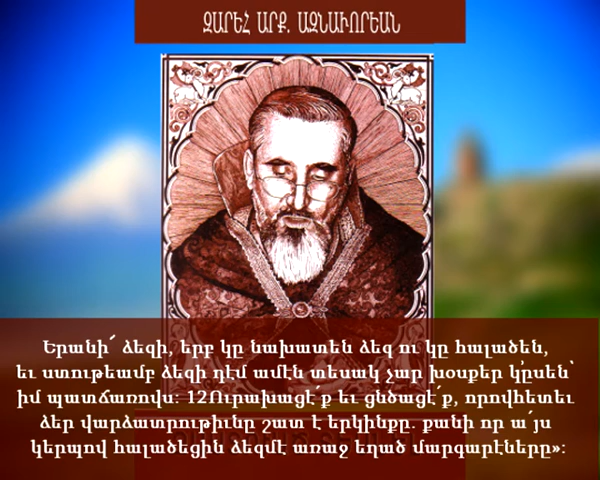 ԶԱՐԵՀ ԱՐՔ. ԱԶՆԱՒՈՐԵԱՆ
Երանի՜ ձեզի, երբ կը նախատեն ձեզ ու կը հալածեն,
եւ ստութեամբ ձեզի դէմ ամէն տեսակ չար խօսքեր կ՚ըսեն՝
իմ պատճառովս: 12Ուրախացէ՛ք եւ ցնծացէ՛ք, որովհետեւ
ձեր վարձատրութիւնը շատ է երկինքը. քանի որ ա՛յս
կերպով հալածեցին ձեզմէ առաջ եղած մարգարէները»: